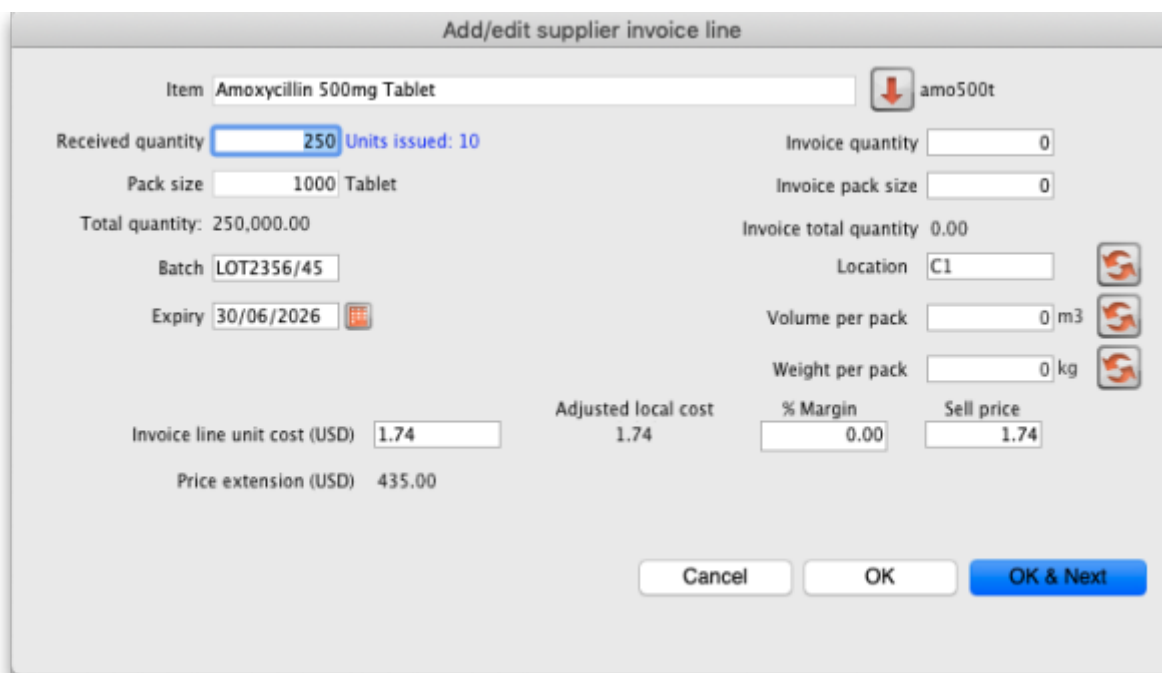 Add/edit supplier invoice line
Item Amoxycillin 500mg Tablet amo500t
Received quantity 250 Units issued: 10 Invoice quantity 0
Pack size 1000 Tablet Invoice pack size 0
Total quantity: 250,000.00 Invoice total quantity 0.00
Batch LOT2356/45 Location C1
Expiry 30/06/2026 Volume per pack 0 m3
Weight per pack 0 kg
Adjusted local cost % Margin Sell price
Invoice line unit cost (USD) 1.74 1.74 0.00 1.74
Price extension (USD) 435.00
Cancel OK OK & Next